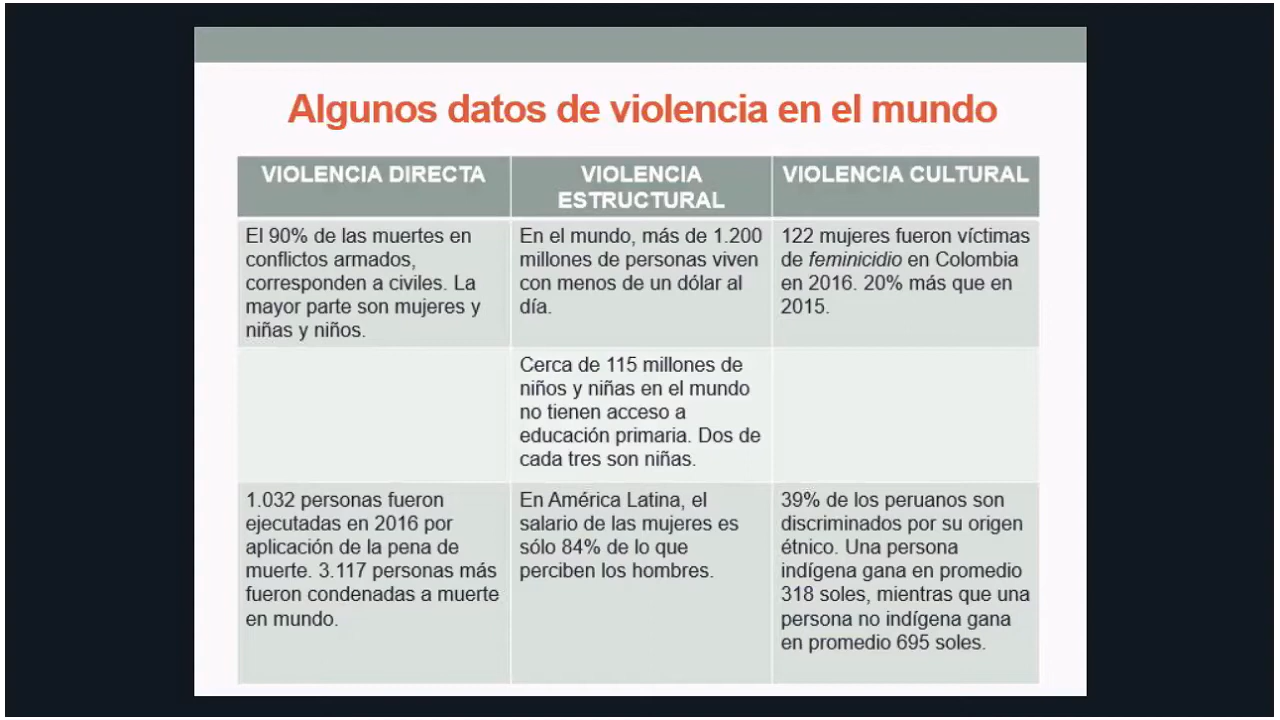 Algunos datos de violencia en el mundo
VIOLENCIA DIRECTA
VIOLENCIA
ESTRUCTURAL
VIOLENCIA CULTURAL
El 90% de las muertes en
conflictos armados,
corresponden a civiles. La
mayor parte son mujeres y
niñas y niños.
En el mundo, más de 1.200
millones de personas viven
con menos de un dólar al
día.
122 mujeres fueron víctimas
de feminicidio en Colombia
en 2016. 20% más que en
2015.
Cerca de 115 millones de
niños y niñas en el mundo
no tienen acceso a
educación primaria. Dos de
cada tres son niñas.
1.032 personas fueron
ejecutadas en 2016 por
aplicación de la pena de
muerte. 3.117 personas más
fueron condenadas a muerte
en mundo.
En América Latina, el
salario de las mujeres es
sólo 84% de lo que
perciben los hombres.
39% de los peruanos son
discriminados por su origen
étnico. Una persona
indígena gana en promedio
318 soles, mientras que una
persona no indígena gana
en promedio 695 soles.